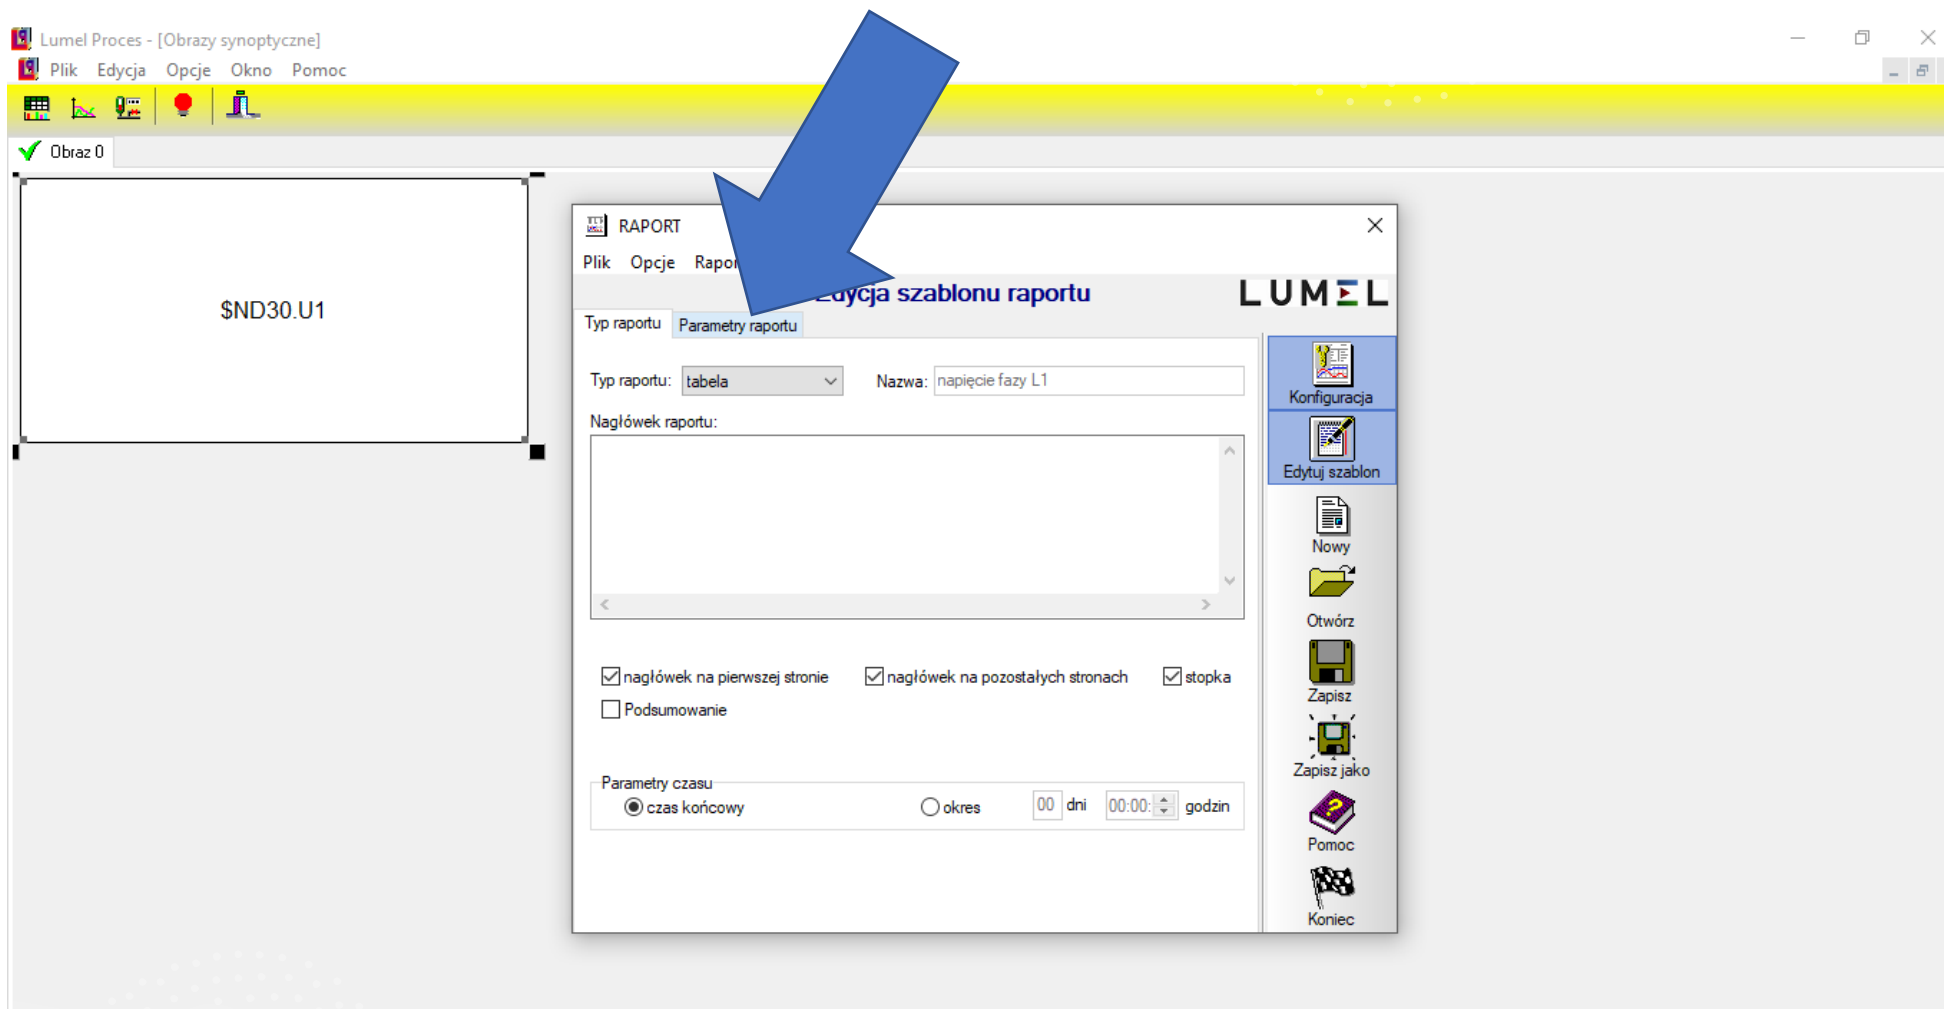 Lumel Proces - [Obrazy synoptyczne]
Plik Edycja Opcje Okno Pomoc
Obraz 0
$ND30.U1
RAPORT
Plik Opcje
Edycja szablonu raportu
LUMEL
Typ raportu Parametry raportu
Typ raportu: tabela Nazwa: napięcie fazy L1
Nagłówek raportu:
nagłówek na pierwszej stronie nagłówek na pozostałych stronach stopka
Podsumowanie
Parametry czasu
czas końcowy okres 00 dni 00:00: godzin
Konfiguracja
Edytuj szablon
Nowy
Otwórz
Zapisz
Zapisz jako
Pomoc
Koniec